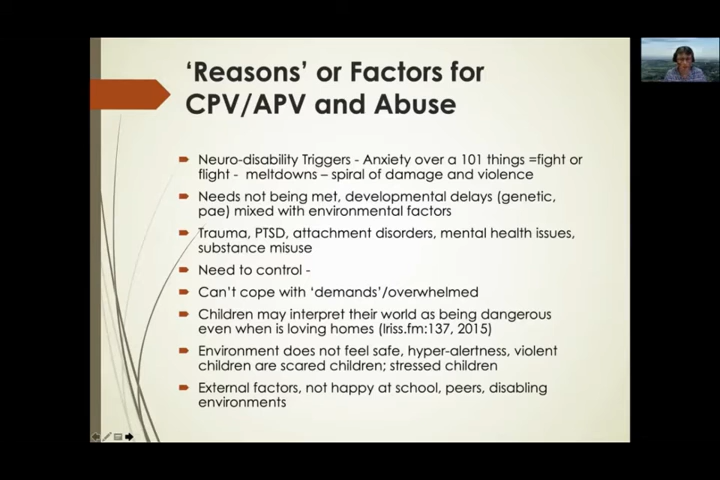 ‘Reasons’ or Factors for
CPV/APV and Abuse
Neuro-disability Triggers - Anxiety over a 101 things =fight or
flight - meltdowns – spiral of damage and violence
Needs not being met, developmental delays (genetic,
pae) mixed with environmental factors
Trauma, PTSD, attachment disorders, mental health issues,
substance misuse
Need to control -
Can’t cope with ‘demands’/overwhelmed
Children may interpret their world as being dangerous
even when is loving homes (Iriss.fm:137, 2015)
Environment does not feel safe, hyper-alertness, violent
children are scared children; stressed children
External factors, not happy at school, peers, disabling
environments